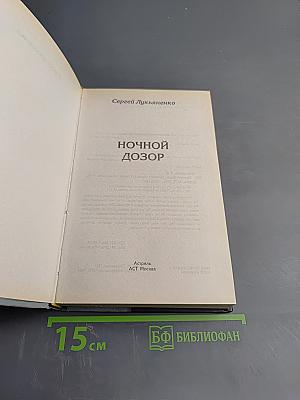 Сергей Лукьяненко
НОЧНОЙ
ДОЗОР
Астрель
АСТ Москва
15 см
БФ БИБЛИОФАН